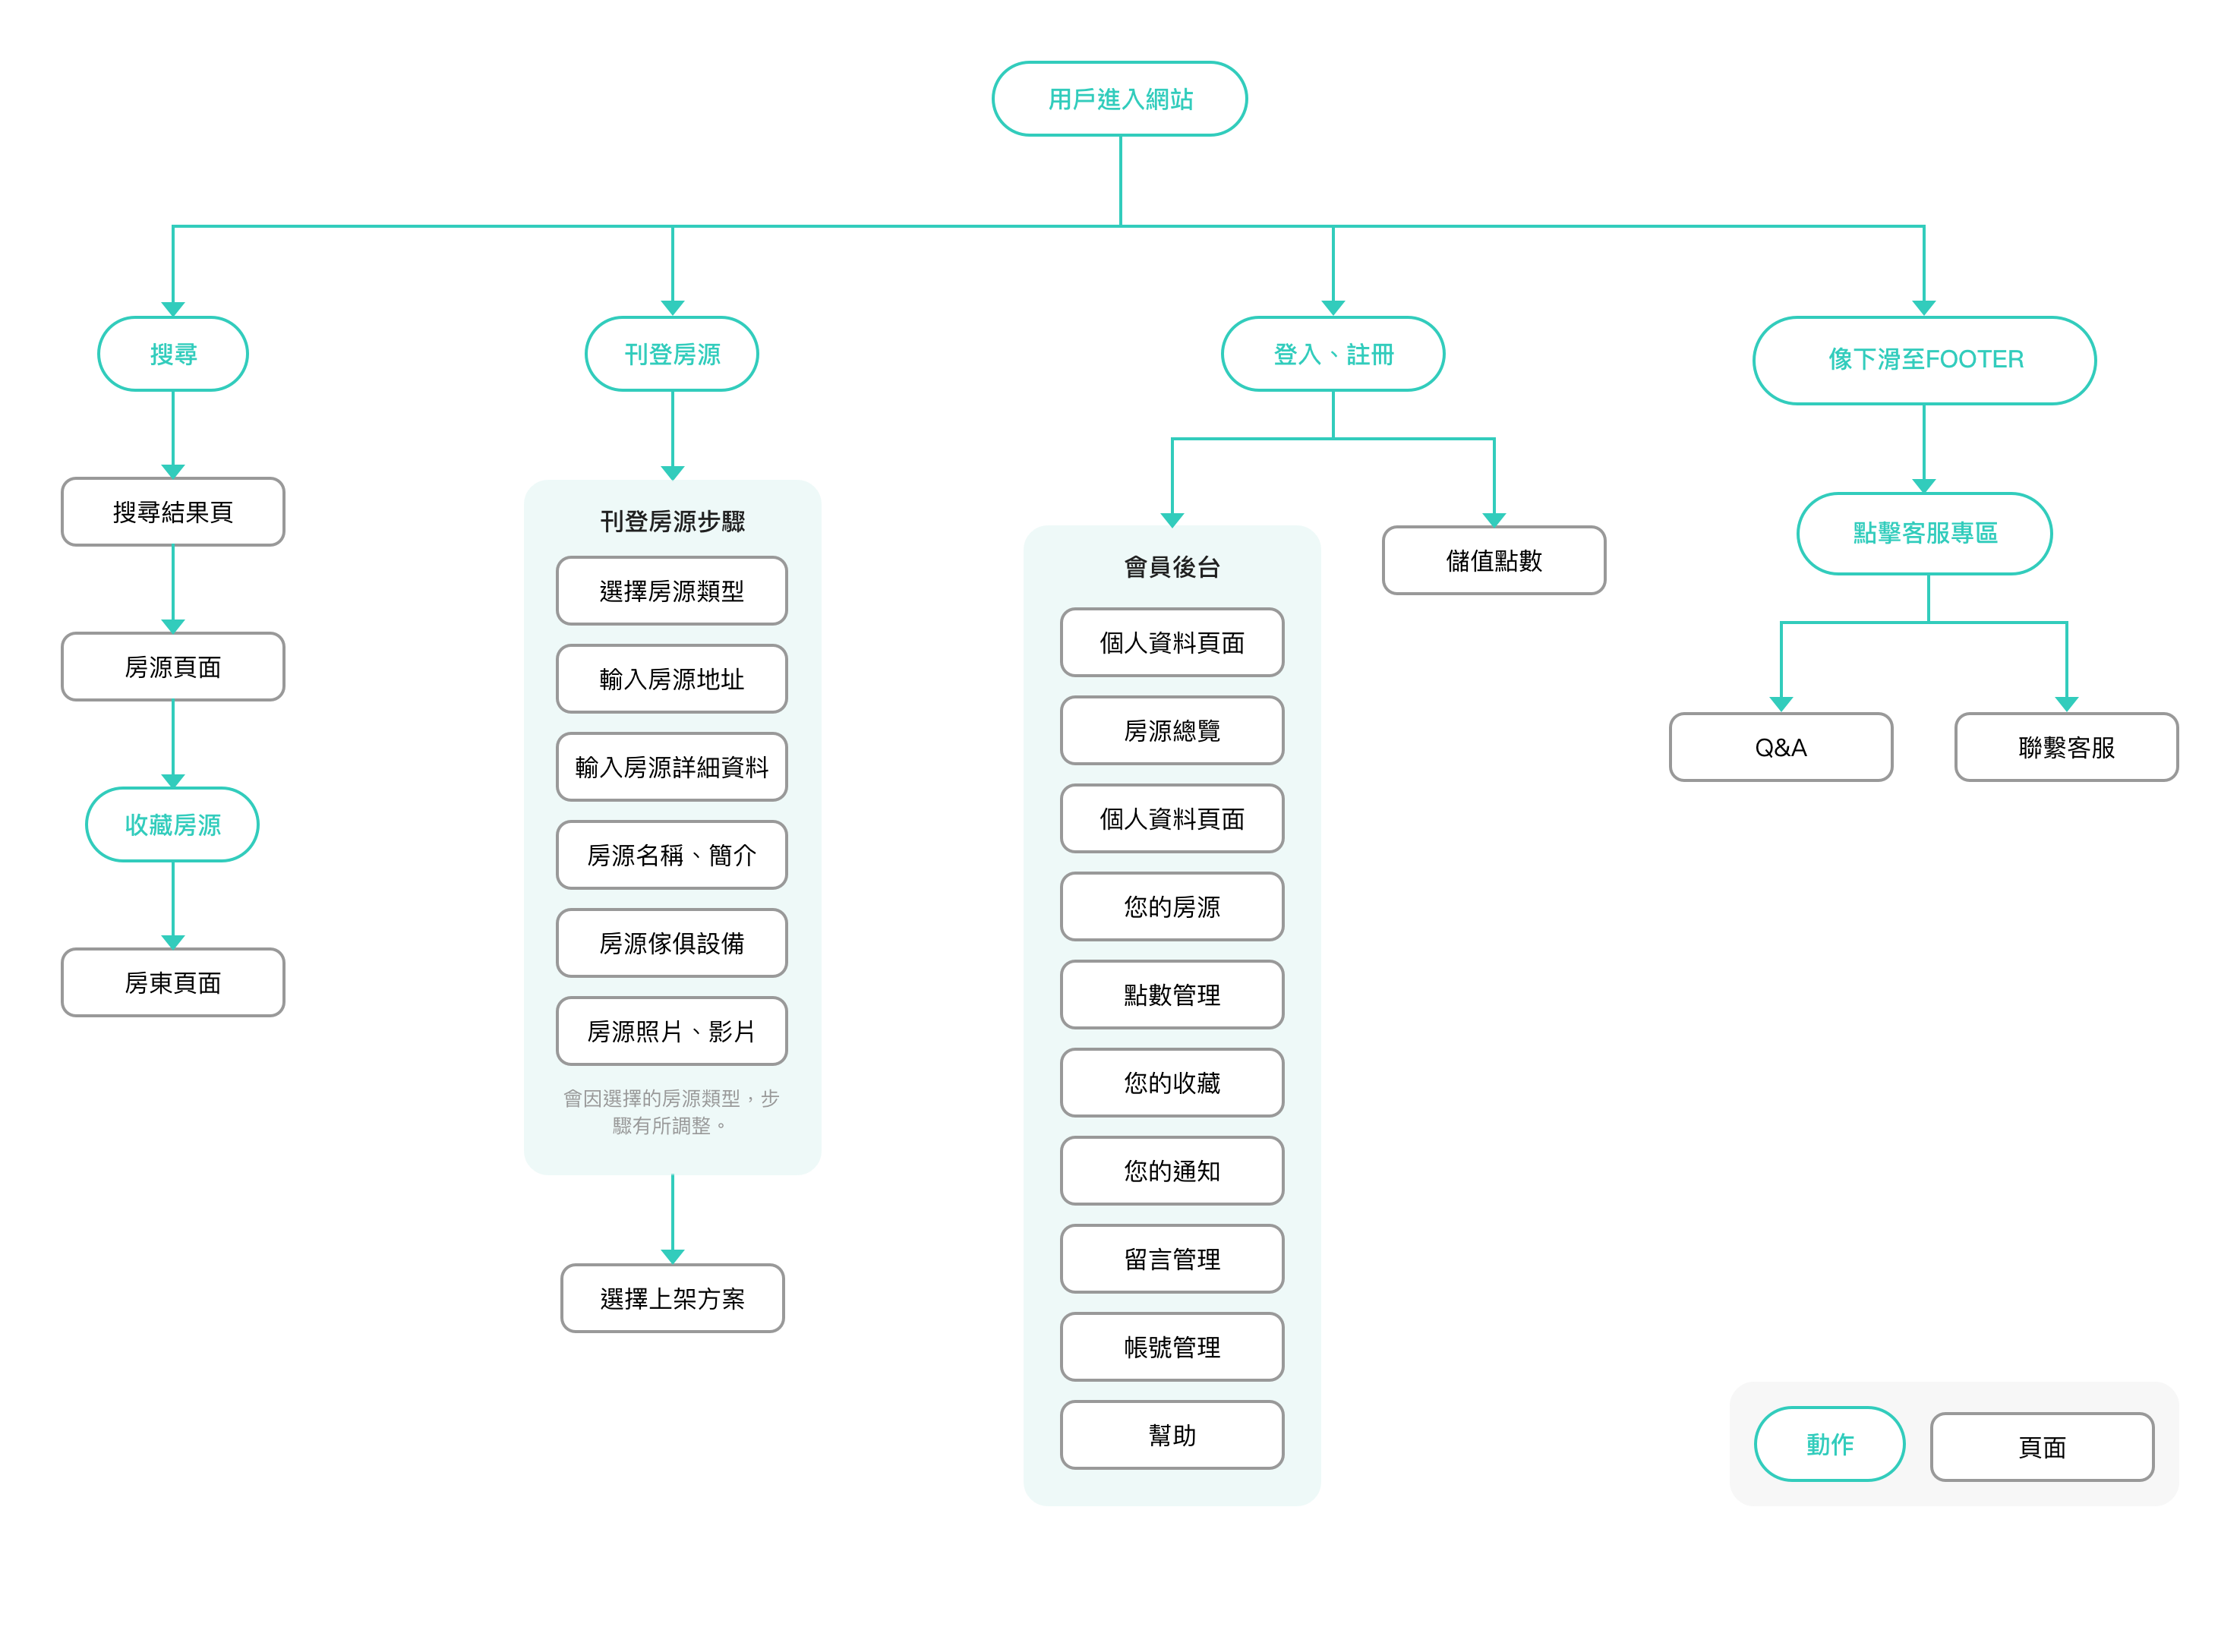 用戶進入網站
搜尋
刊登房源
登入、註冊
像下滑至FOOTER
搜尋結果頁
房源頁面
收藏房源
房東頁面
刊登房源步驟
選擇房源類型
輸入房源地址
輸入房源詳細資料
房源名稱、簡介
房源傢俱設備
房源照片、影片
會因選擇的房源類型，步
驟有所調整。
選擇上架方案
會員後台
個人資料頁面
房源總覽
個人資料頁面
您的房源
點數管理
您的收藏
您的通知
留言管理
帳號管理
幫助
儲值點數
點擊客服專區
Q&A
聯繫客服
動作
頁面